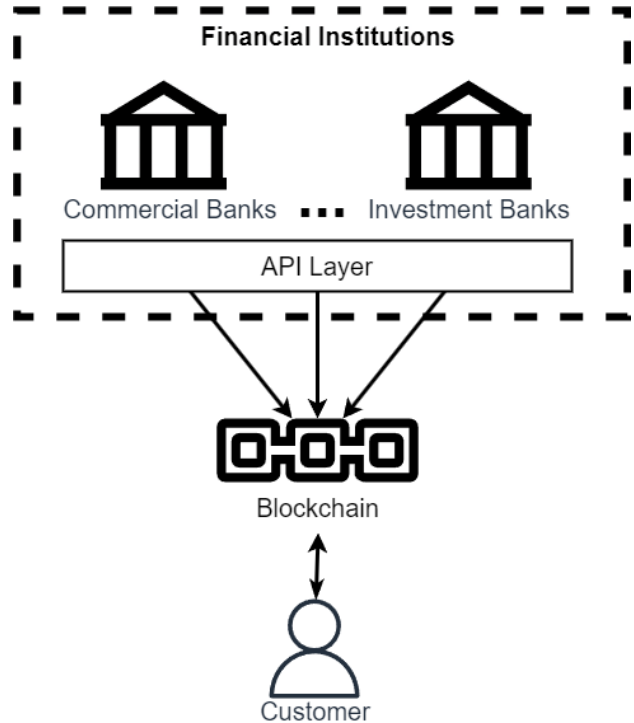 Financial Institutions
Commercial Banks ... Investment Banks
API Layer
Blockchain
Customer